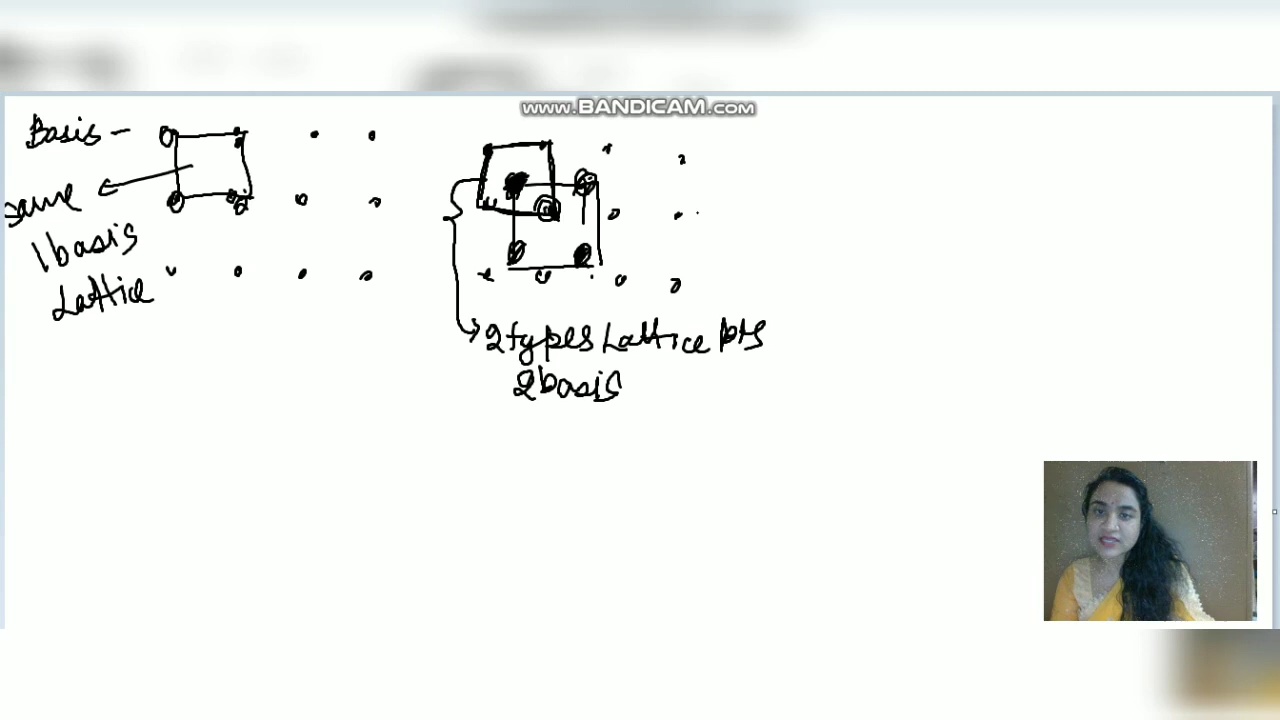 www.BANDICAM.com
Basis -
same
1 basis
Lattice
2 types Lattice pts
2 basis